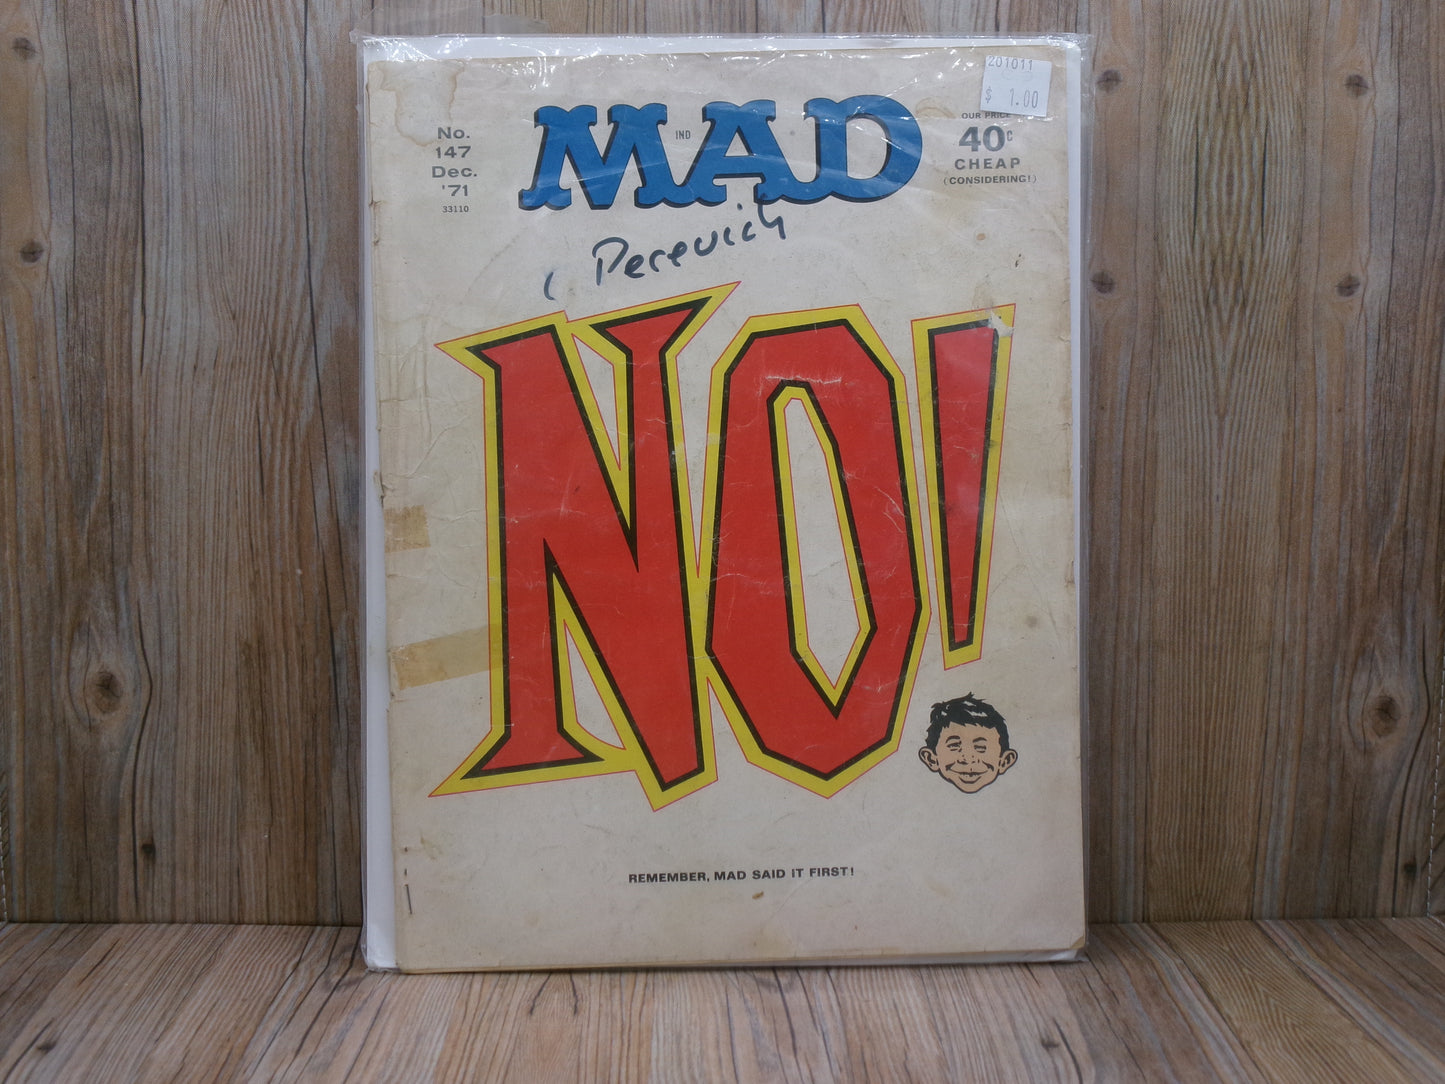 201011
$ 1.00
No.
147
Dec.
'71
33110
MAD
IND
OUR PRICE
40c
CHEAP
(CONSIDERING!)
Perevich
NO!
REMEMBER, MAD SAID IT FIRST!